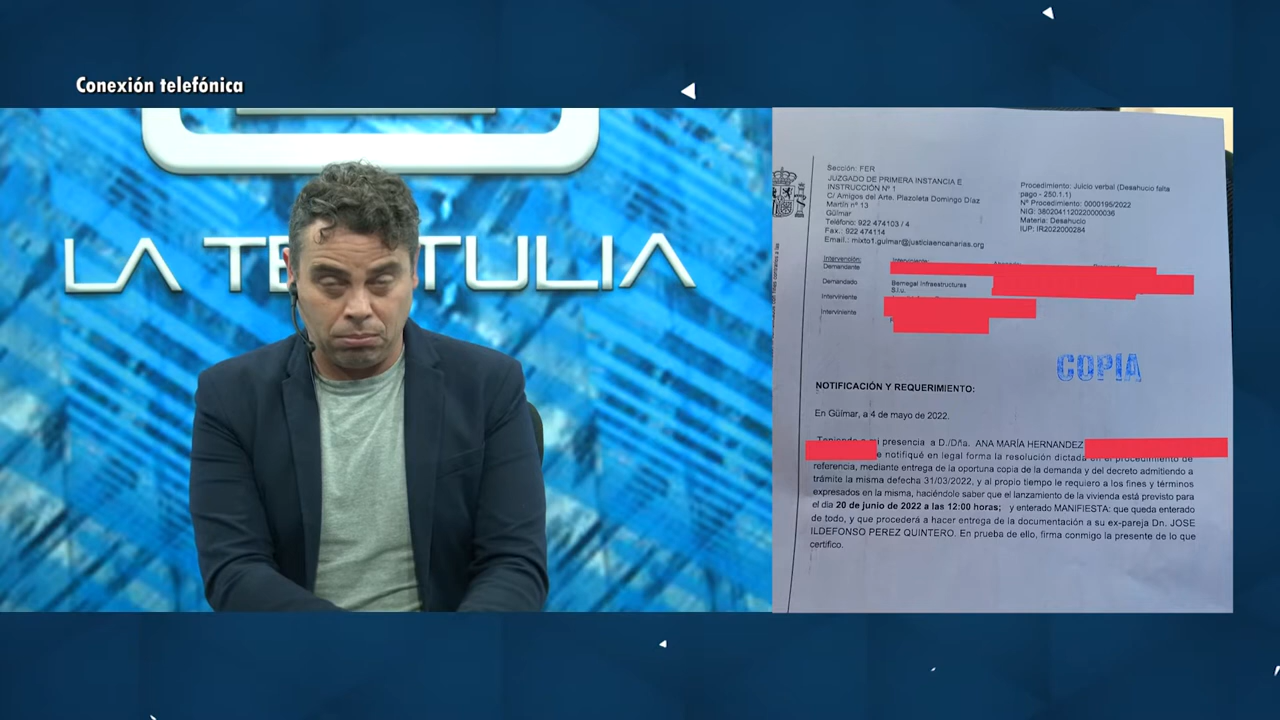 Conexión telefónica
LA TE TULIA
Sección: FER
JUZGADO DE PRIMERA INSTANCIA E
INSTRUCCIÓN Nº 1
C/ Amigos del Arte. Plazoleta Domingo Díaz
Martín nº 13
Güímar
Teléfono: 922 474103 / 4
Fax.: 922 474114
Email.: mixto1.guimar@justiciaencanarias.org
Procedimiento: Juicio verbal (Desahucio falta
pago - 250.1.1)
Nº Procedimiento: 0000195/2022
NIG: 3802041120220000036
Materia: Desahucio
IUP: IR2022000284
Intervención:
Demandante
Interviniente:
Demandado
Bernegal Infraestructuras
S.l.u.
Interviniente
Interviniente
COPIA
NOTIFICACIÓN Y REQUERIMIENTO:
En Güímar, a 4 de mayo de 2022.
Teniendo a mi presencia a D./Dña. ANA MARÍA HERNANDEZ
e notifiqué en legal forma la resolución dictada en el procedimiento de
referencia, mediante entrega de la oportuna copia de la demanda y del decreto admitiendo a
trámite la misma defecha 31/03/2022, y al propio tiempo le requiero a los fines y términos
expresados en la misma, haciéndole saber que el lanzamiento de la vivienda está previsto para
el dia 20 de junio de 2022 a las 12:00 horas; y enterado MANIFIESTA: que queda enterado
de todo, y que procederá a hacer entrega de la documentación a su ex-pareja Dn. JOSE
ILDEFONSO PEREZ QUINTERO. En prueba de ello, firma conmigo la presente de lo que
certifico.